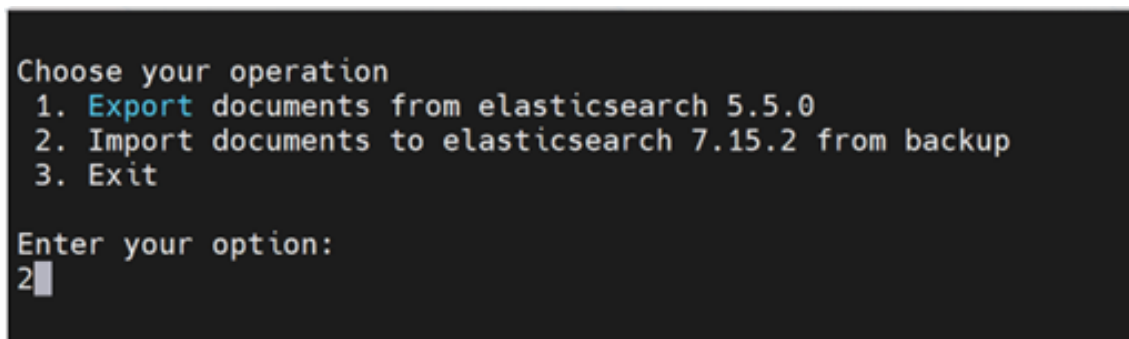 Choose your operation
1. Export documents from elasticsearch 5.5.0
2. Import documents to elasticsearch 7.15.2 from backup
3. Exit
Enter your option:
2